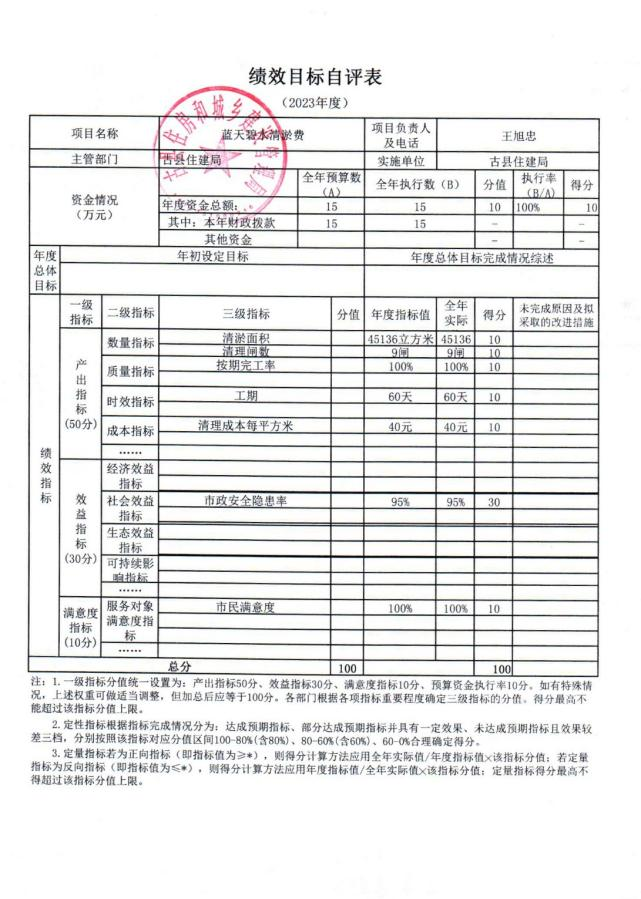 绩效目标自评表
（2023年度）
项目名称 蓝天碧水清淤费 项目负责人及电话 王旭忠
主管部门 古县住建局 实施单位 古县住建局
资金情况（万元） 全年预算数（A） 全年执行数（B） 分值 执行率（B/A） 得分
年度资金总额： 15 15 10 100% 10
其中：本年财政拨款 15 15 - -
其他资金 - -
年度总体目标 年初设定目标 年度总体目标完成情况综述
绩效指标 一级指标 二级指标 三级指标 分值 年度指标值 全年实际 得分 未完成原因及拟采取的改进措施
产出指标(50分) 数量指标 清淤面积 45136立方米 45136 10
清理闸数 9闸 9闸 10
质量指标 按期完工率 100% 100% 10
时效指标 工期 60天 60天 10
成本指标 清理成本每平方米 40元 40元 10
……
效益指标(30分) 经济效益指标
社会效益指标 市政安全隐患率 95% 95% 30
生态效益指标
可持续影响指标
……
满意度指标(10分) 服务对象满意度指标 市民满意度 100% 100% 10
……
总分 100 100
注：1.一级指标分值统一设置为：产出指标50分、效益指标30分、满意度指标10分、预算资金执行率10分。如有特殊情
况，上述权重可做适当调整，但加总后应等于100分。各部门根据各项指标重要程度确定三级指标的分值。得分最高不
能超过该指标分值上限。
2.定性指标根据指标完成情况分为：达成预期指标、部分达成预期指标并具有一定效果、未达成预期指标且效果较
差三档，分别按照该指标对应分值区间100-80%(含80%)、80-60%(含60%)、60-0%合理确定得分。
3.定量指标若为正向指标（即指标值为≥*），则得分计算方法应用全年实际值/年度指标值×该指标分值；若定量
指标为反向指标（即指标值为≤*），则得分计算方法应用年度指标值/全年实际值×该指标分值；定量指标得分最高不
得超过该指标分值上限。